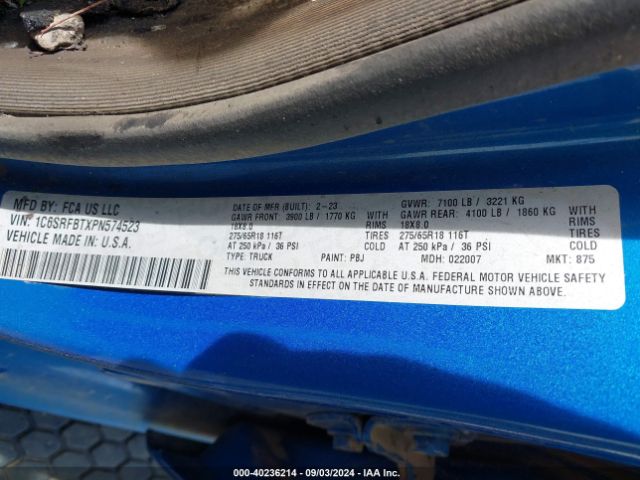 MFD BY: FCA US LLC
VIN: 1C6SRFBTXPN574523
VEHICLE MADE IN U.S.A.
DATE OF MFR (BUILT): 2-23 GVWR: 7100 LB / 3221 KG
GAWR FRONT: 3900 LB / 1770 KG WITH GAWR REAR: 4100 LB / 1860 KG WITH
18X8.0 RIMS 18X8.0 RIMS
275/65R18 116T TIRES 275/65R18 116T TIRES
AT 250 kPa / 36 PSI COLD AT 250 kPa / 36 PSI COLD
TYPE: TRUCK PAINT: PBJ MDH: 022007 MKT: 875
THIS VEHICLE CONFORMS TO ALL APPLICABLE U.S.A. FEDERAL MOTOR VEHICLE SAFETY
STANDARDS IN EFFECT ON THE DATE OF MANUFACTURE SHOWN ABOVE.
000-40236214 - 09/03/2024 - IAA Inc.